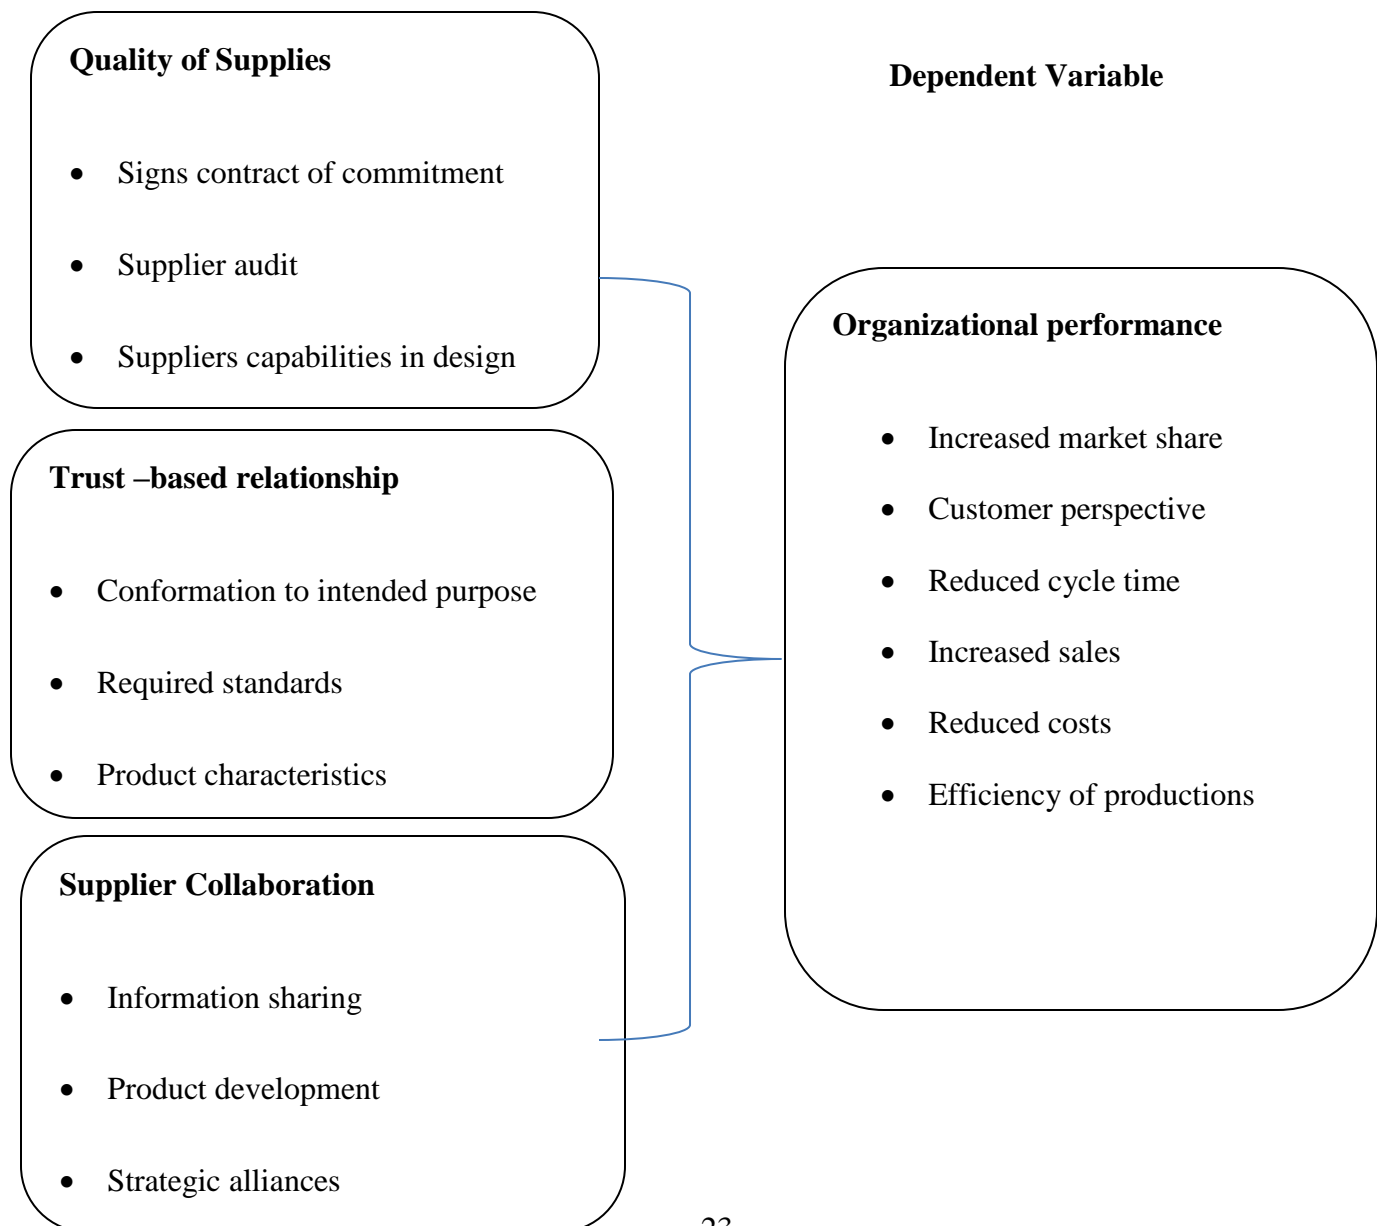 Quality of Supplies
• Signs contract of commitment
• Supplier audit
• Suppliers capabilities in design
Trust –based relationship
• Conformation to intended purpose
• Required standards
• Product characteristics
Supplier Collaboration
• Information sharing
• Product development
• Strategic alliances
Dependent Variable
Organizational performance
• Increased market share
• Customer perspective
• Reduced cycle time
• Increased sales
• Reduced costs
• Efficiency of productions